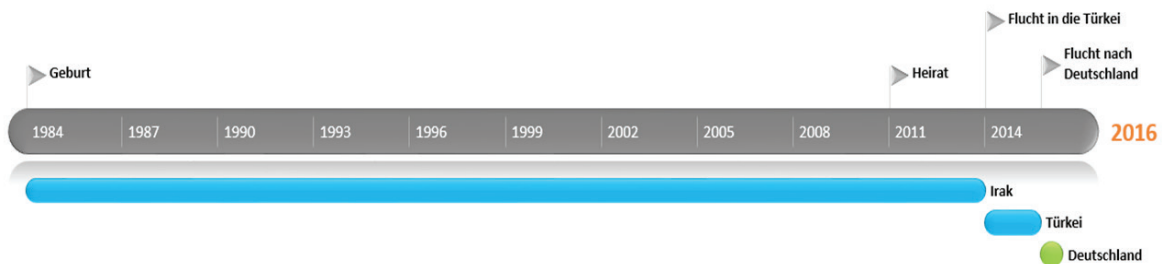 Flucht in die Türkei
Geburt
Heirat
Flucht nach
Deutschland
1984 1987 1990 1993 1996 1999 2002 2005 2008 2011 2014 2016
Irak
Türkei
Deutschland